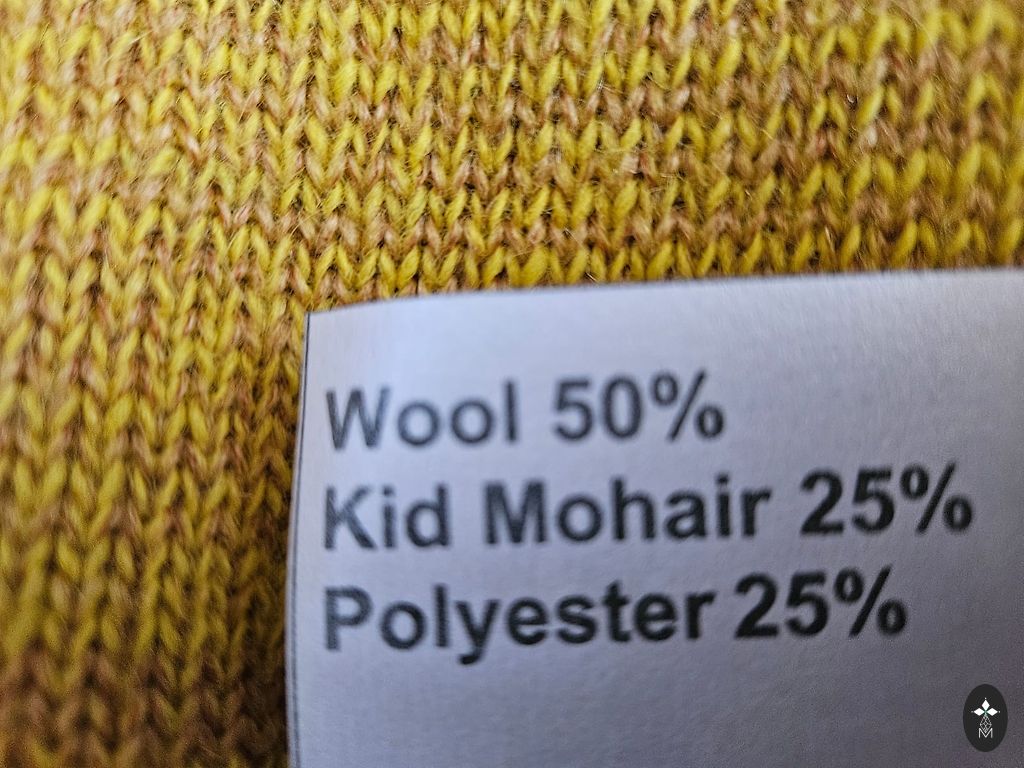 Wool 50%
Kid Mohair 25%
Polyester 25%